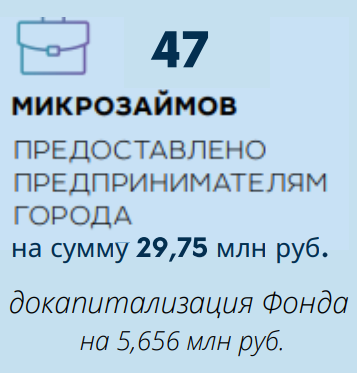 47
МИКРОЗАЙМОВ
ПРЕДОСТАВЛЕНО
ПРЕДПРИНИМАТЕЛЯМ
ГОРОДА
на сумму 29,75 млн руб.
докапитализация Фонда
на 5,656 млн руб.